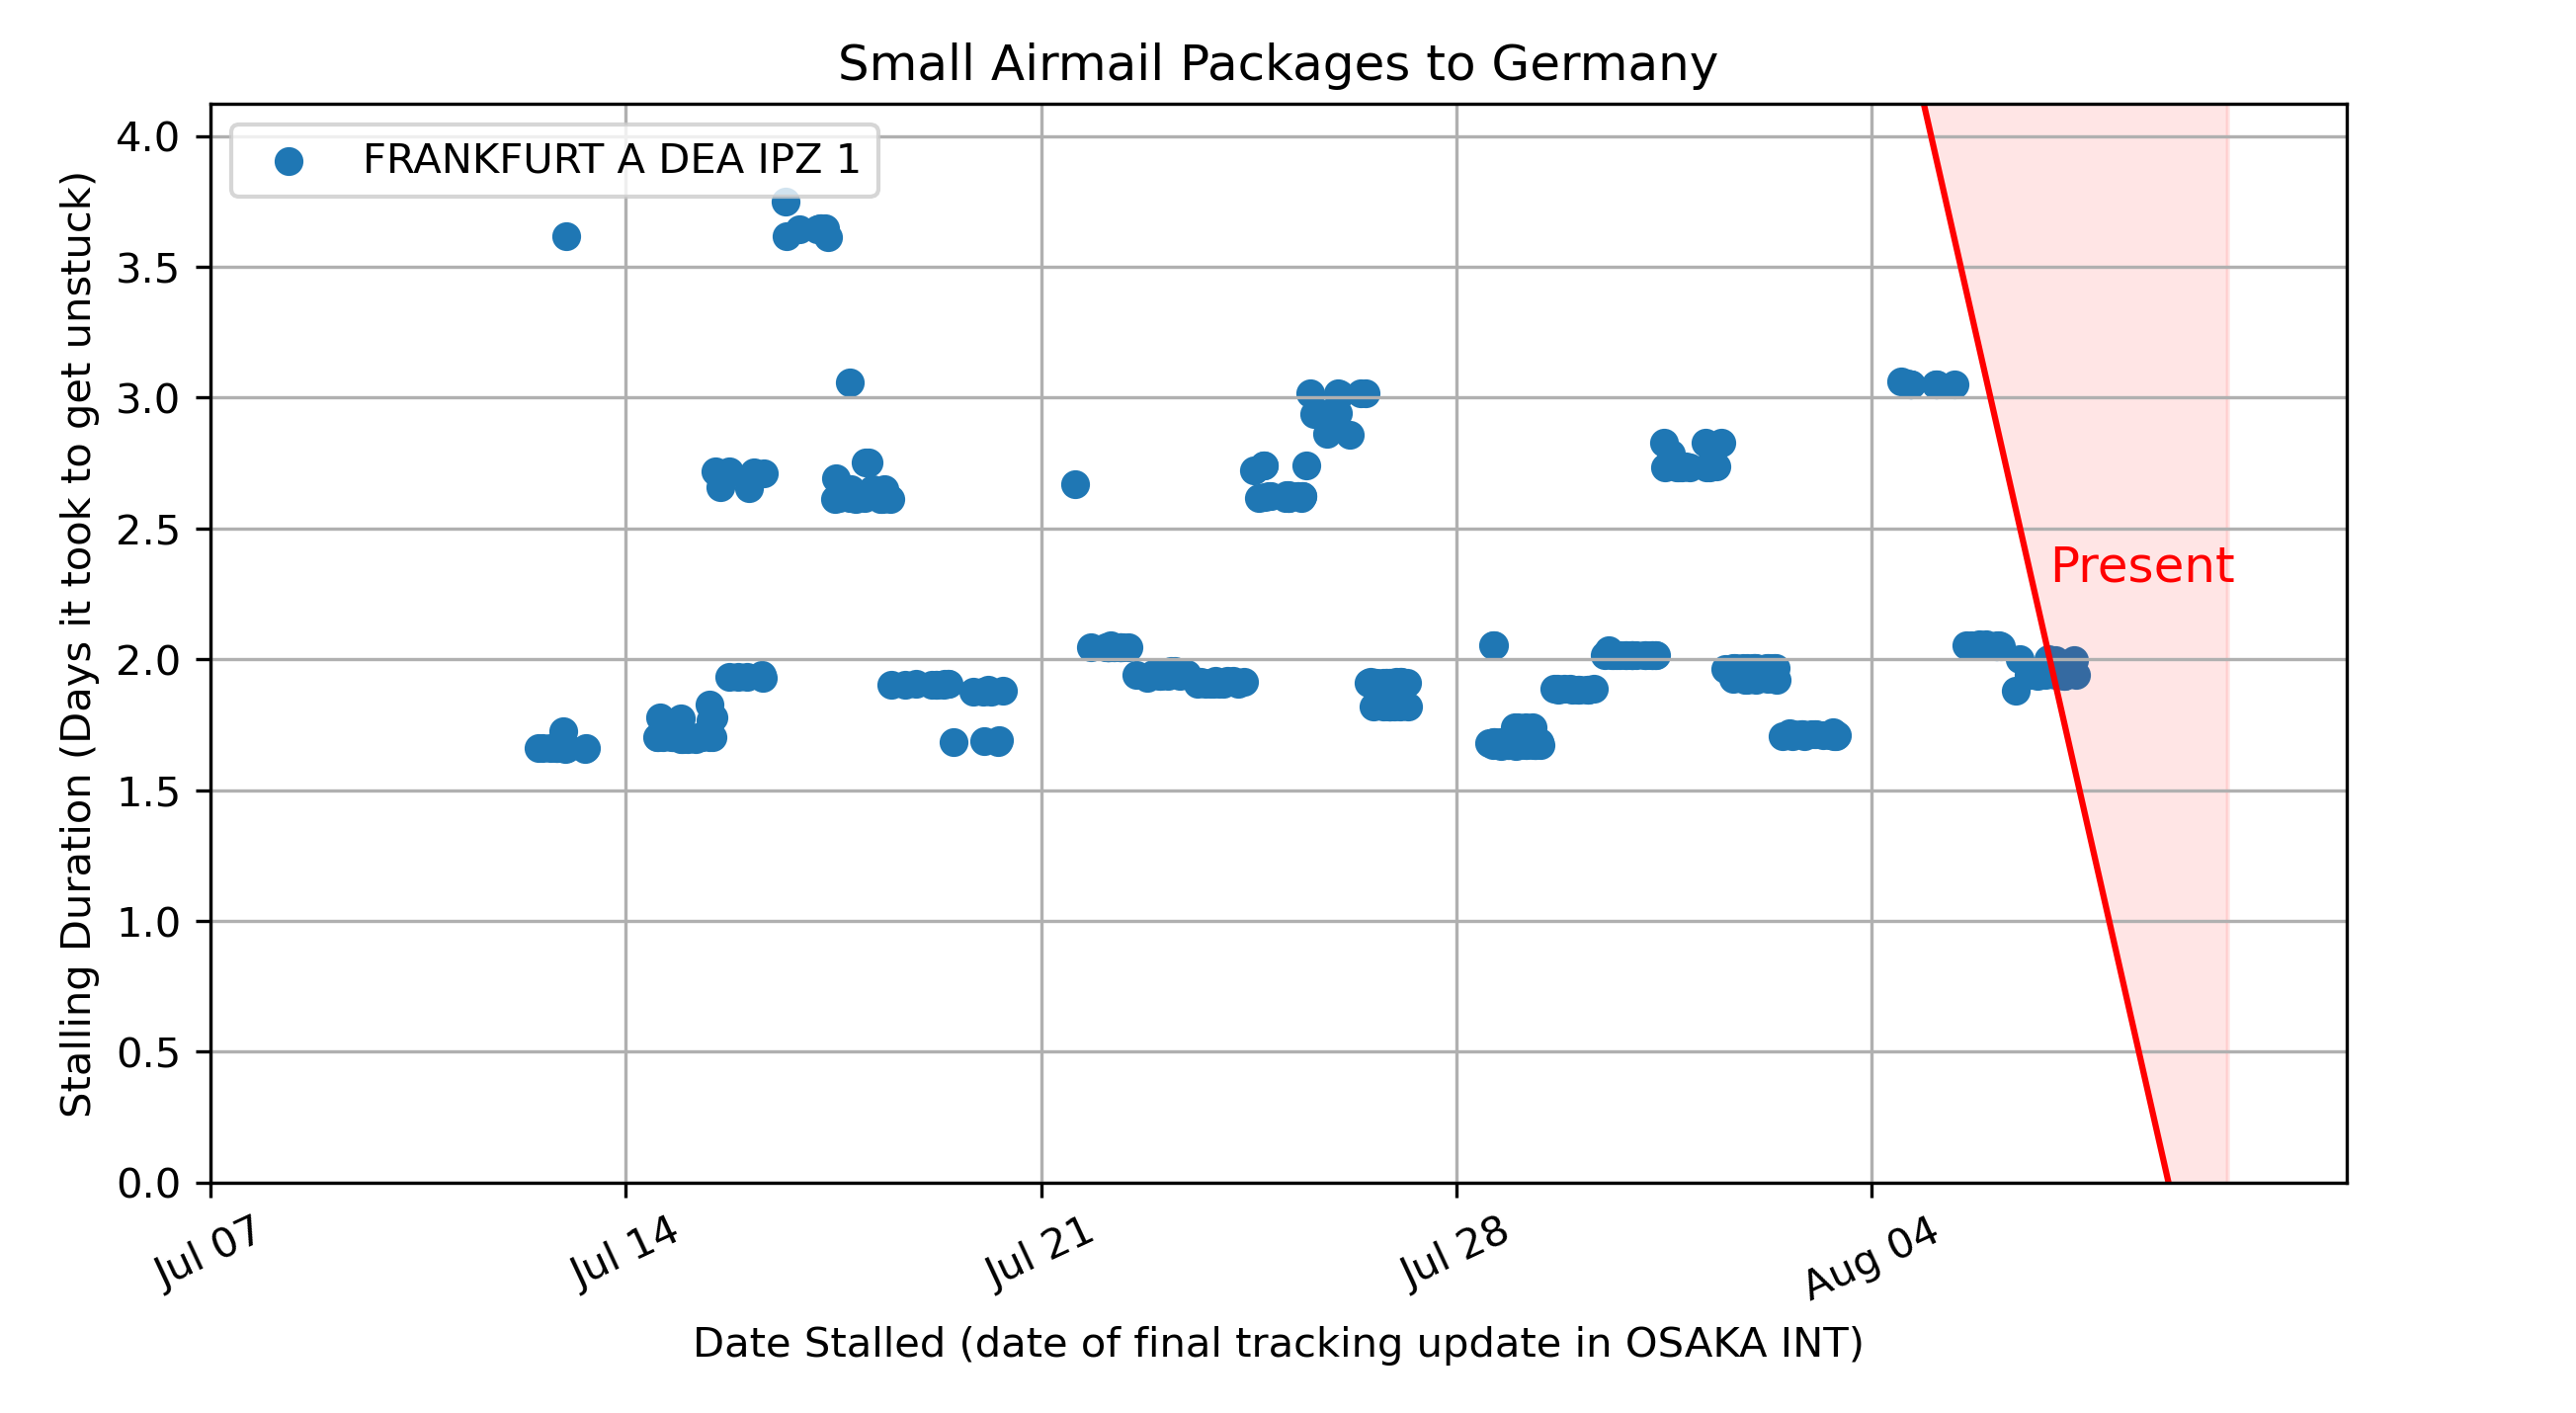 Small Airmail Packages to Germany
FRANKFURT A DEA IPZ 1
Stalling Duration (Days it took to get unstuck)
4.0
3.5
3.0
2.5
2.0
1.5
1.0
0.5
0.0
Present
Jul 07
Jul 14
Jul 21
Jul 28
Aug 04
Date Stalled (date of final tracking update in OSAKA INT)